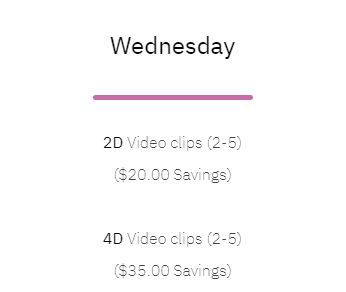 Wednesday
2D Video clips (2-5)
($20.00 Savings)
4D Video clips (2-5)
($35.00 Savings)